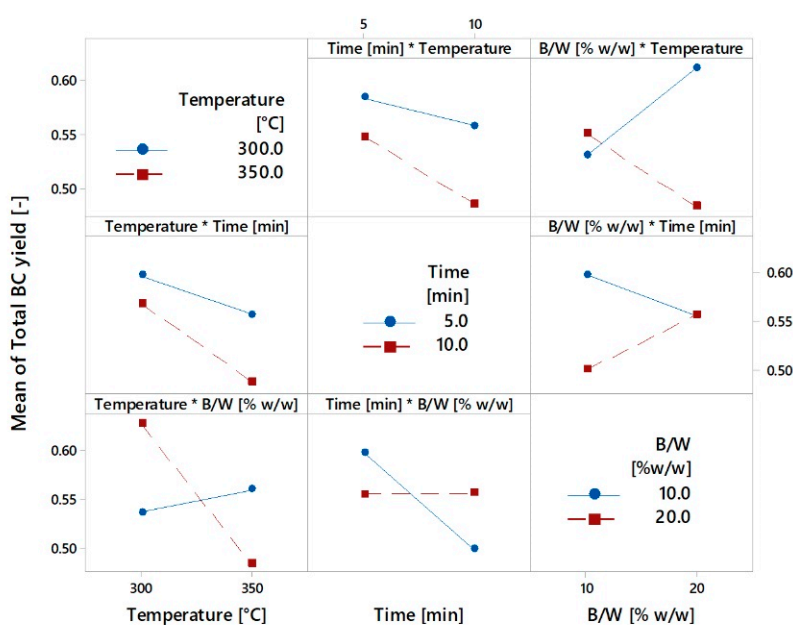 5 10
Time [min] * Temperature
B/W [% w/w] * Temperature
0.60
0.55
0.50
Temperature
[°C]
300.0
350.0
Temperature * Time [min]
B/W [% w/w] * Time [min]
Time
[min]
5.0
10.0
0.60
0.55
0.50
Mean of Total BC yield [-]
Temperature * B/W [% w/w]
Time [min] * B/W [% w/w]
0.60
0.55
0.50
B/W
[%w/w]
10.0
20.0
300 350
10 20
Temperature [°C]
Time [min]
B/W [% w/w]